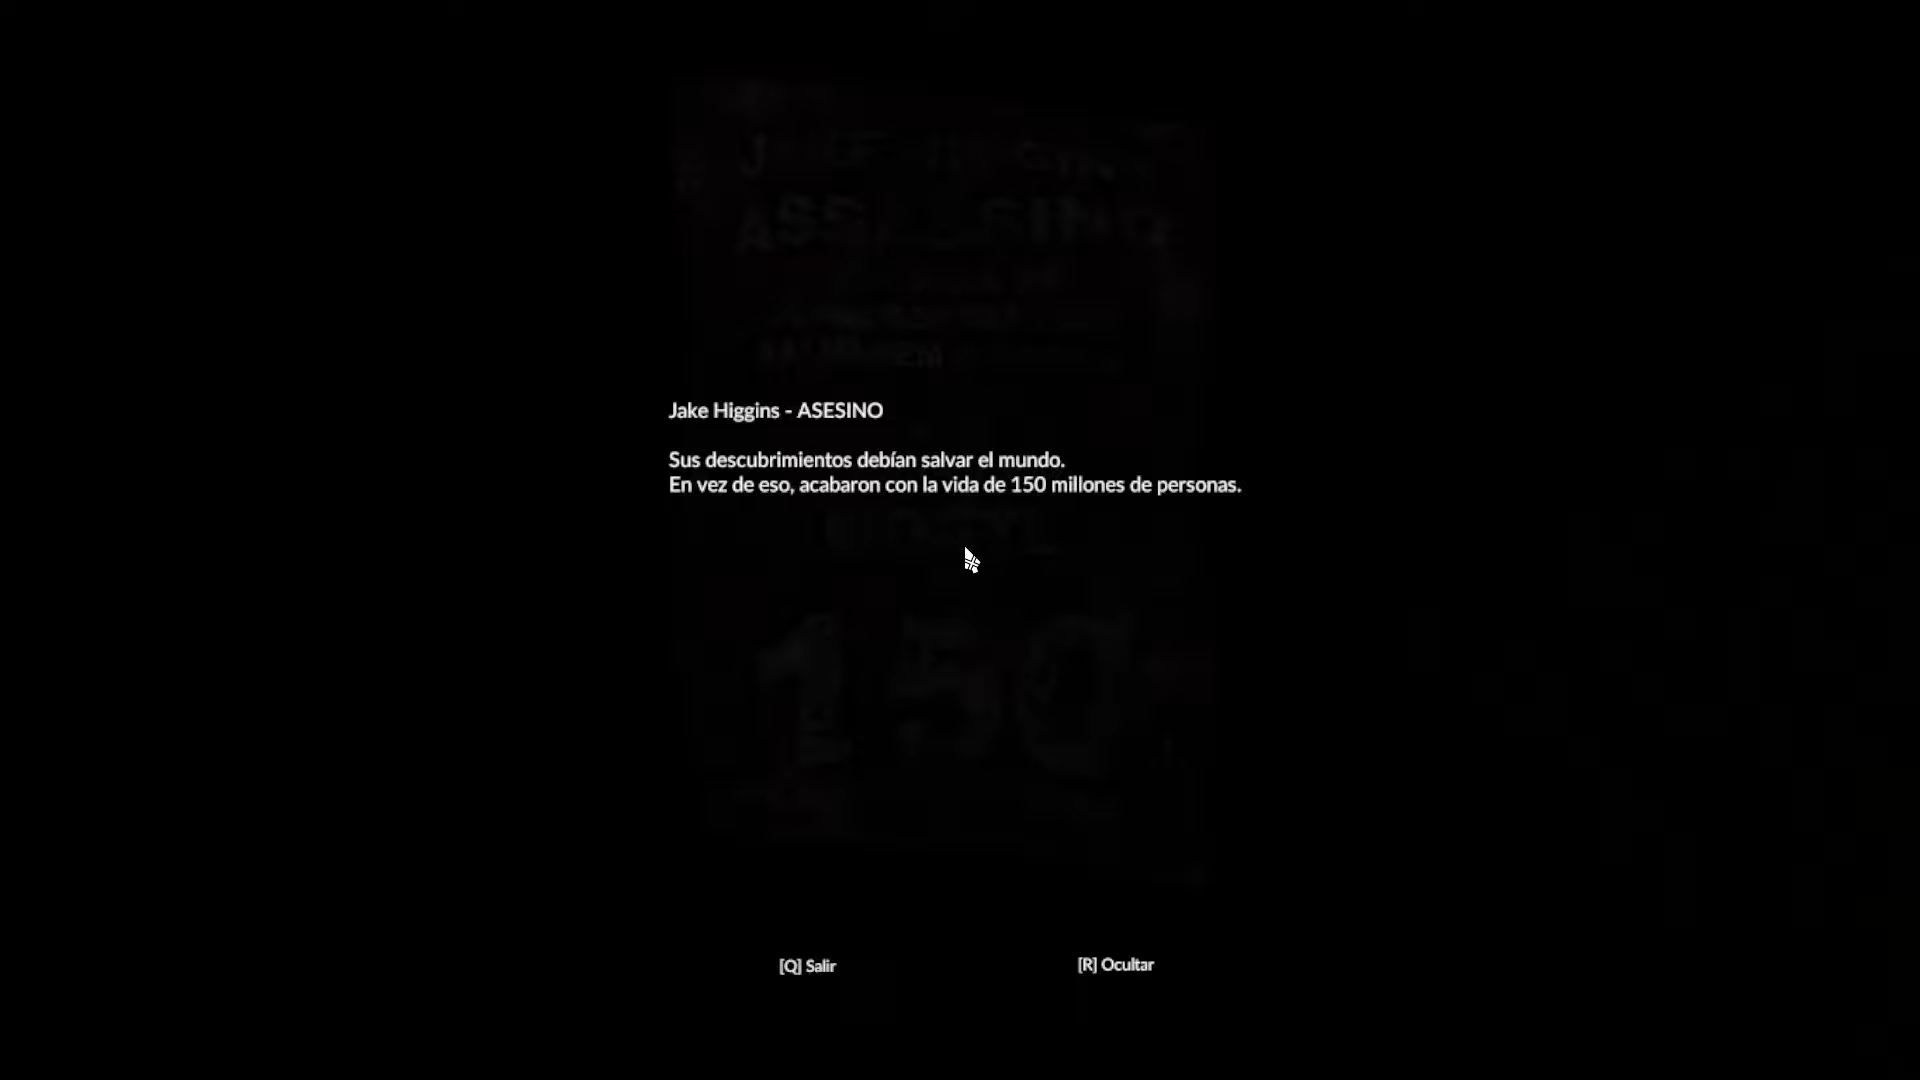 Jake Higgins - ASESINO
Sus descubrimientos debían salvar el mundo.
En vez de eso, acabaron con la vida de 150 millones de personas.
150
[Q] Salir
[R] Ocultar